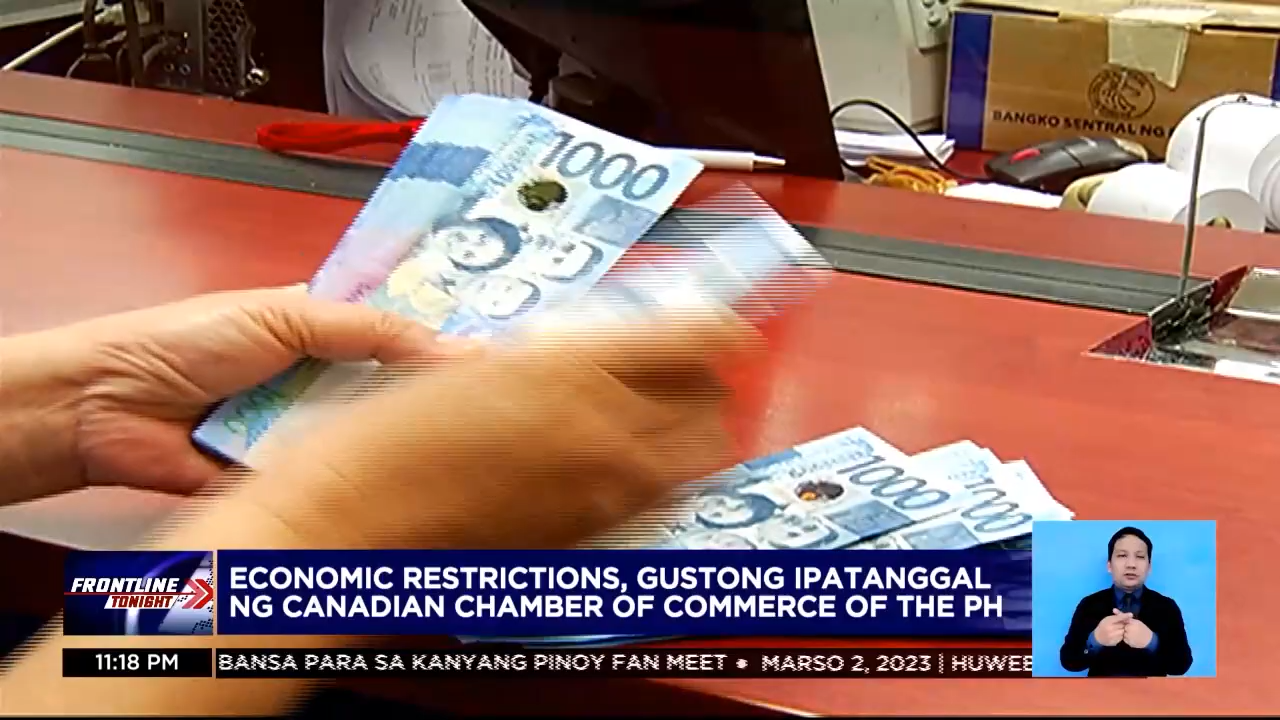 1000
BANGKO SENTRAL NG
1000
1000
FRONTLINE
TONIGHT
ECONOMIC RESTRICTIONS, GUSTONG IPATANGGAL
NG CANADIAN CHAMBER OF COMMERCE OF THE PH
11:18 PM
BANSA PARA SA KANYANG PINOY FAN MEET ● MARSO 2, 2023 | HUWEB